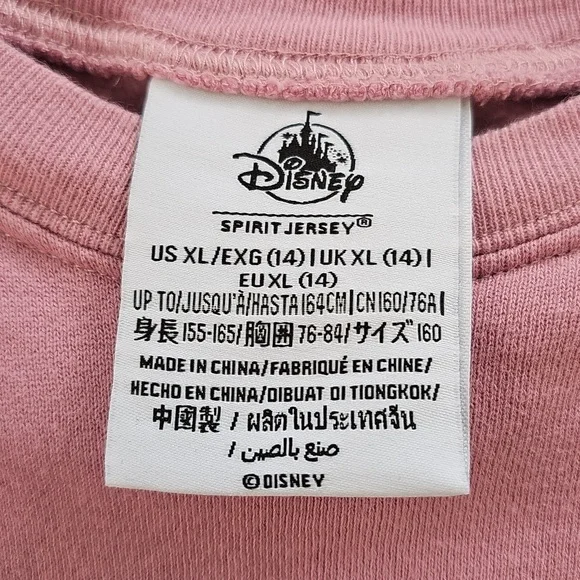 Disney
SPIRIT JERSEY®
US XL/EXG (14) | UK XL (14) |
EU XL (14)
UP TO/JUSQU'À/HASTA 164CM | CN160/76A |
身長 155-165/ 胸囲 76-84/ サイズ 160
MADE IN CHINA/FABRIQUÉ EN CHINE/
HECHO EN CHINA/DIBUAT DI TIONGKOK/
中國製 / ผลิตในประเทศจีน
صنع بالصين /
©DISNEY